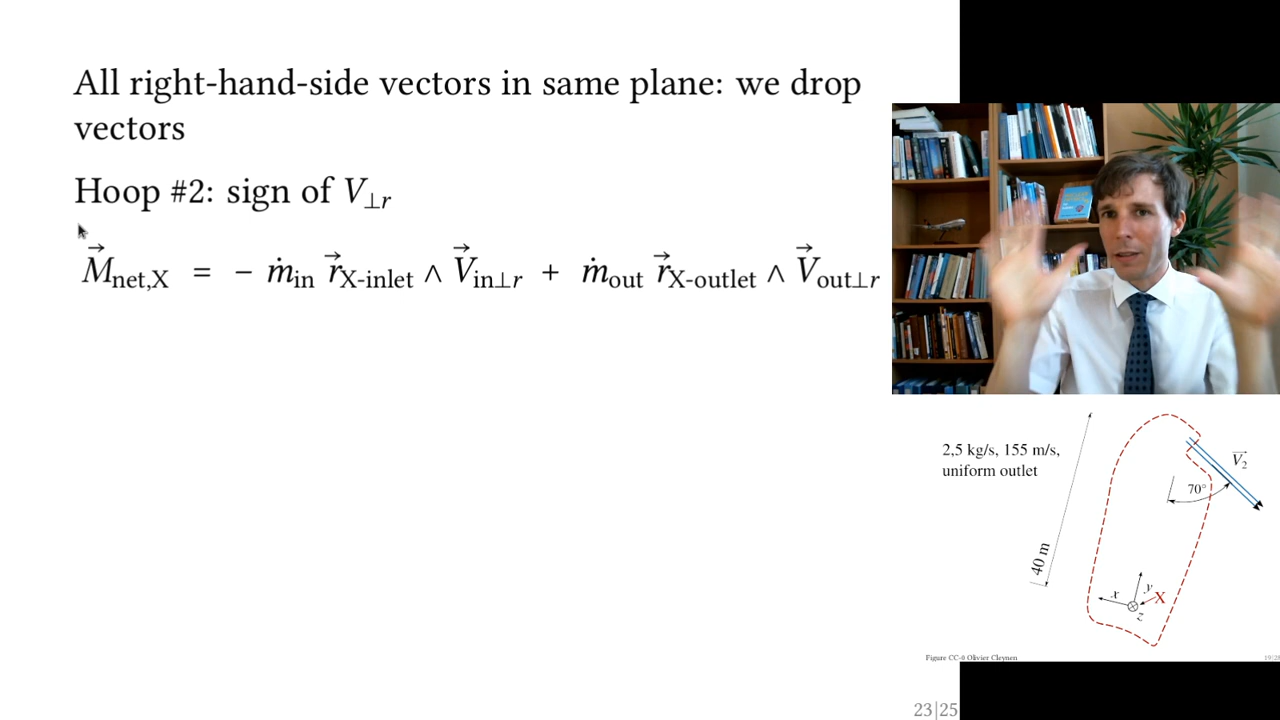 All right-hand-side vectors in same plane: we drop
vectors
Hoop #2: sign of V⊥r
M⃗net,X = − ṁin r⃗X-inlet ∧ V⃗in⊥r + ṁout r⃗X-outlet ∧ V⃗out⊥r
2,5 kg/s, 155 m/s,
uniform outlet
V⃗2
70°
40 m
x
y
X
z
Figure CC-0 Olivier Cleynen
23|25